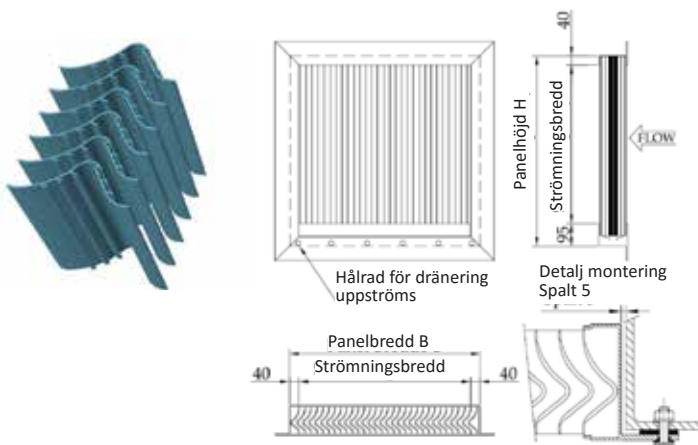 40
Panelhöjd H
Strömningsbredd
FLOW
95
Hålrad för dränering
uppströms
Detalj montering
Spalt 5
Panelbredd B
Strömningsbredd
40
40